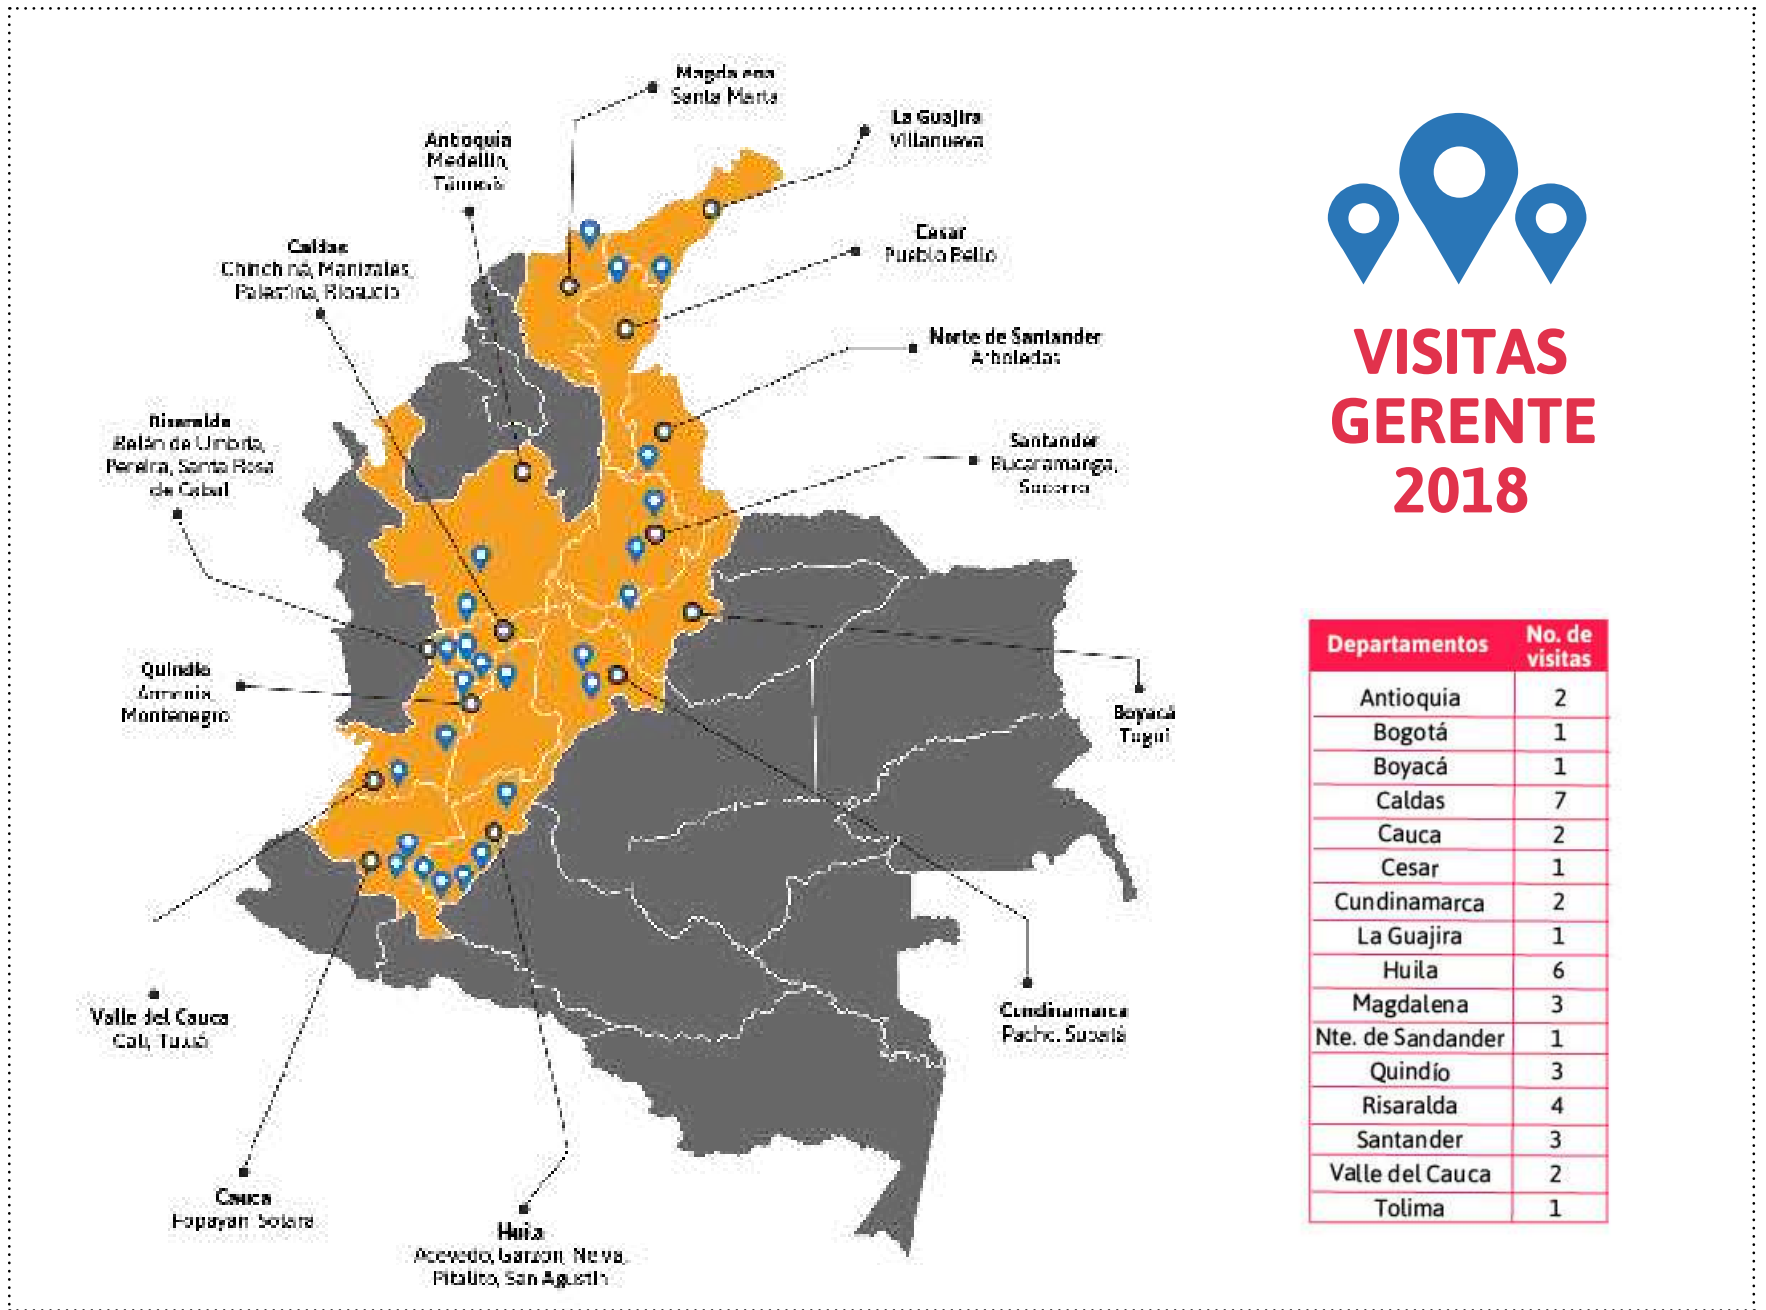 Magdalena
Santa Marta
La Guajira
Villanueva
Antioquia
Medellín,
Támesis
Cesar
Pueblo Bello
Caldas
Chinchiná, Manizales,
Palestina, Riosucio
Norte de Santander
Arboledas
Risaralda
Belén de Umbría,
Pereira, Santa Rosa
de Cabal
Santander
Bucaramanga,
Socorro
Quindío
Armenia,
Montenegro
Boyacá
Togüí
Valle del Cauca
Cali, Tuluá
Cundinamarca
Pacho, Supatá
Cauca
Popayán, Sotará
Huila
Acevedo, Garzón, Neiva,
Pitalito, San Agustín
VISITAS
GERENTE
2018
Departamentos No. de visitas
Antioquia 2
Bogotá 1
Boyacá 1
Caldas 7
Cauca 2
Cesar 1
Cundinamarca 2
La Guajira 1
Huila 6
Magdalena 3
Nte. de Sandander 1
Quindío 3
Risaralda 4
Santander 3
Valle del Cauca 2
Tolima 1